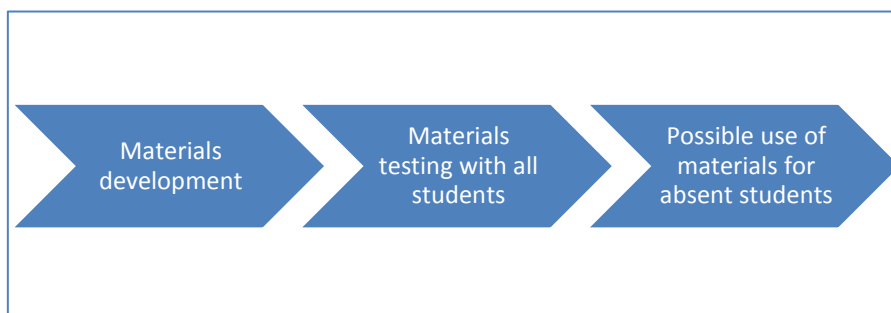 Materials
development
Materials
testing with all
students
Possible use of
materials for
absent students